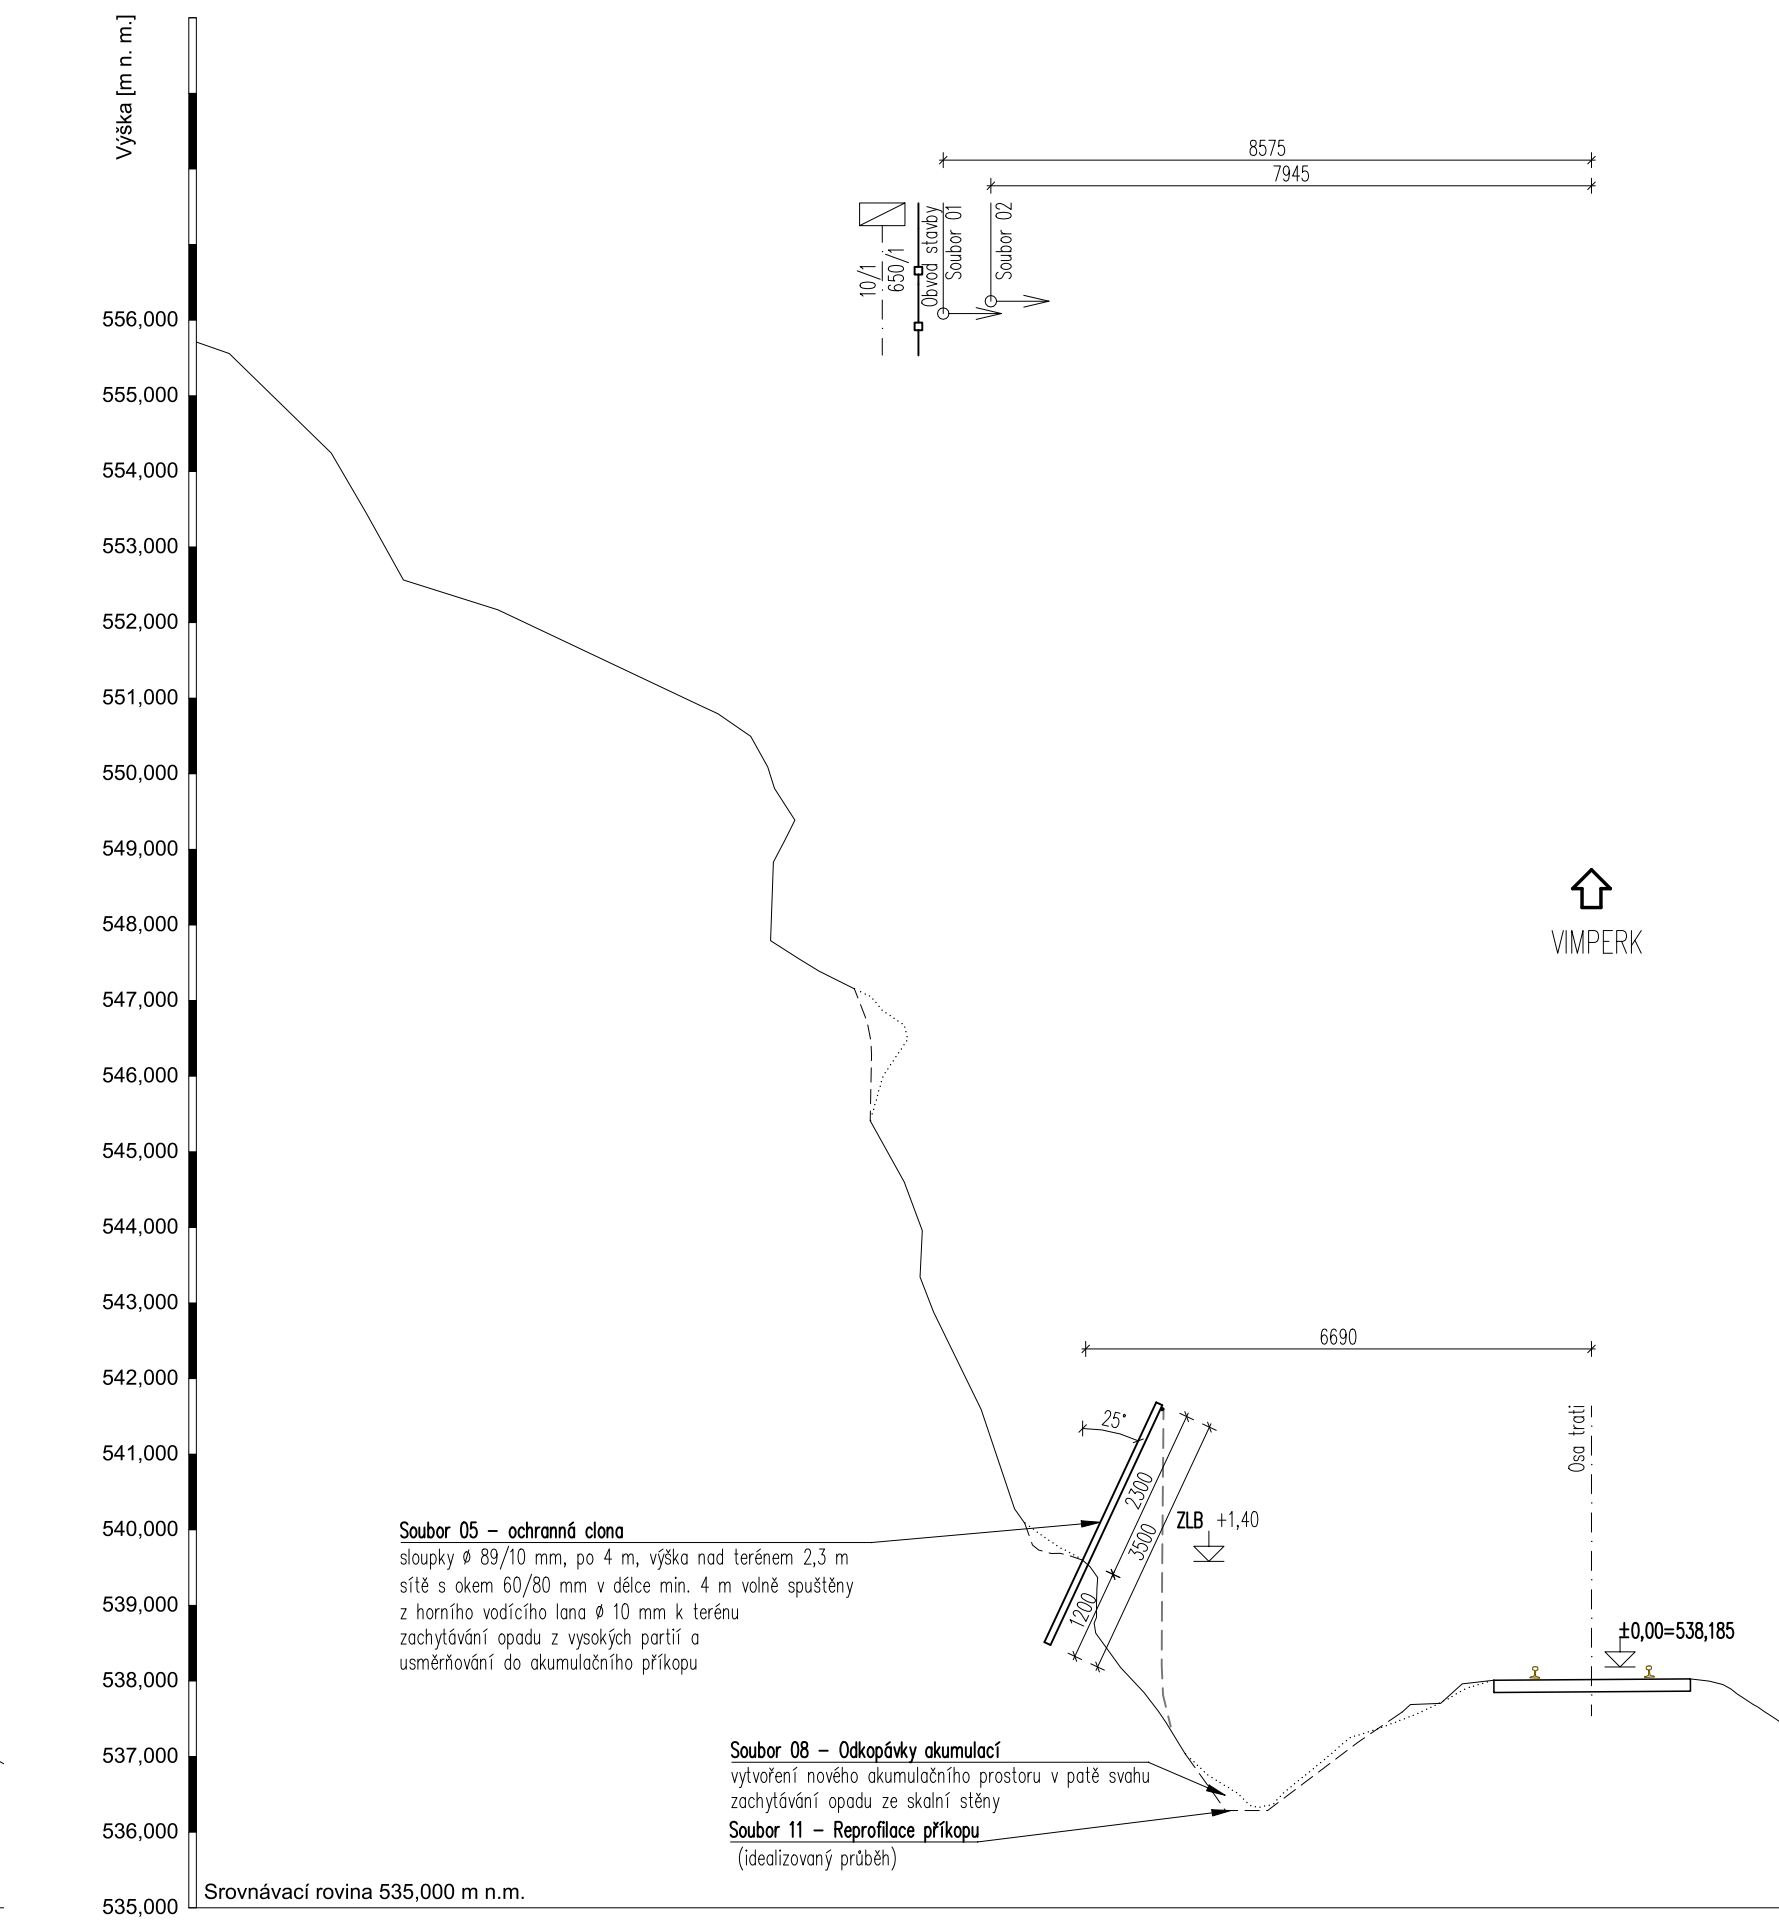 Výška [m n. m.]
8575
7945
10/1
650/1
Obvod stavby
Soubor 01
Soubor 02
556,000
555,000
554,000
553,000
552,000
551,000
550,000
549,000
548,000
547,000
546,000
545,000
544,000
543,000
542,000
541,000
540,000
539,000
538,000
537,000
536,000
535,000
VIMPERK
6690
Osa trati
25°
2300
3500
1200
ZLB +1,40
±0,00=538,185
Soubor 05 – ochranná clona
sloupky ø 89/10 mm, po 4 m, výška nad terénem 2,3 m
sítě s okem 60/80 mm v délce min. 4 m volně spuštěny
z horního vodícího lana ø 10 mm k terénu
zachytávání opadu z vysokých partií a
usměrňování do akumulačního příkopu
Soubor 08 – Odkopávky akumulací
vytvoření nového akumulačního prostoru v patě svahu
zachytávání opadu ze skalní stěny
Soubor 11 – Reprofilace příkopu
(idealizovaný průběh)
Srovnávací rovina 535,000 m n.m.